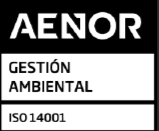 AENOR
GESTIÓN
AMBIENTAL
ISO 14001